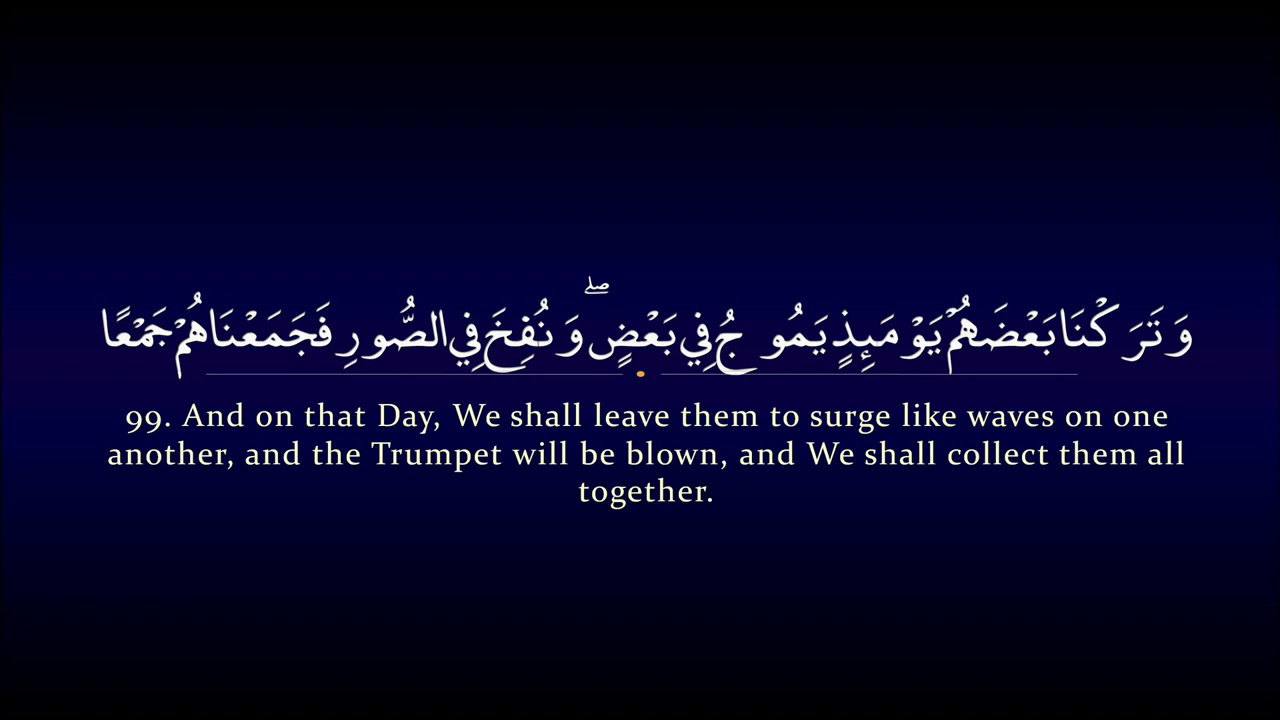 وَتَرَكْنَا بَعْضَهُمْ يَوْمَئِذٍ يَمُوجُ فِي بَعْضٍ ۖ وَنُفِخَ فِي الصُّورِ فَجَمَعْنَاهُمْ جَمْعًا
99. And on that Day, We shall leave them to surge like waves on one
another, and the Trumpet will be blown, and We shall collect them all
together.